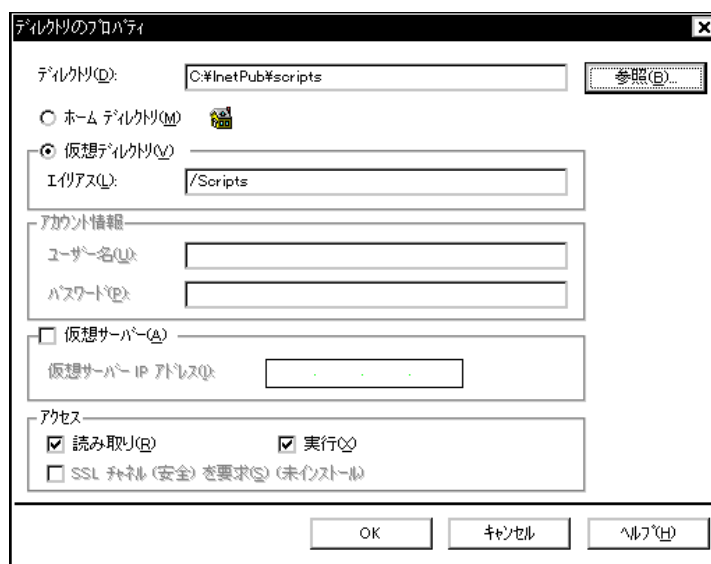 ディレクトリのプロパティ
ディレクトリ(D): C:¥InetPub¥scripts 参照(B)...
ホーム ディレクトリ(M)
仮想ディレクトリ(V)
エイリアス(L): /Scripts
アカウント情報
ユーザー名(U):
パスワード(P):
仮想サーバー(A)
仮想サーバー IP アドレス(I):
アクセス
読み取り(R) 実行(X)
SSL チャネル (安全) を要求(S) (未インストール)
OK キャンセル ヘルプ(H)